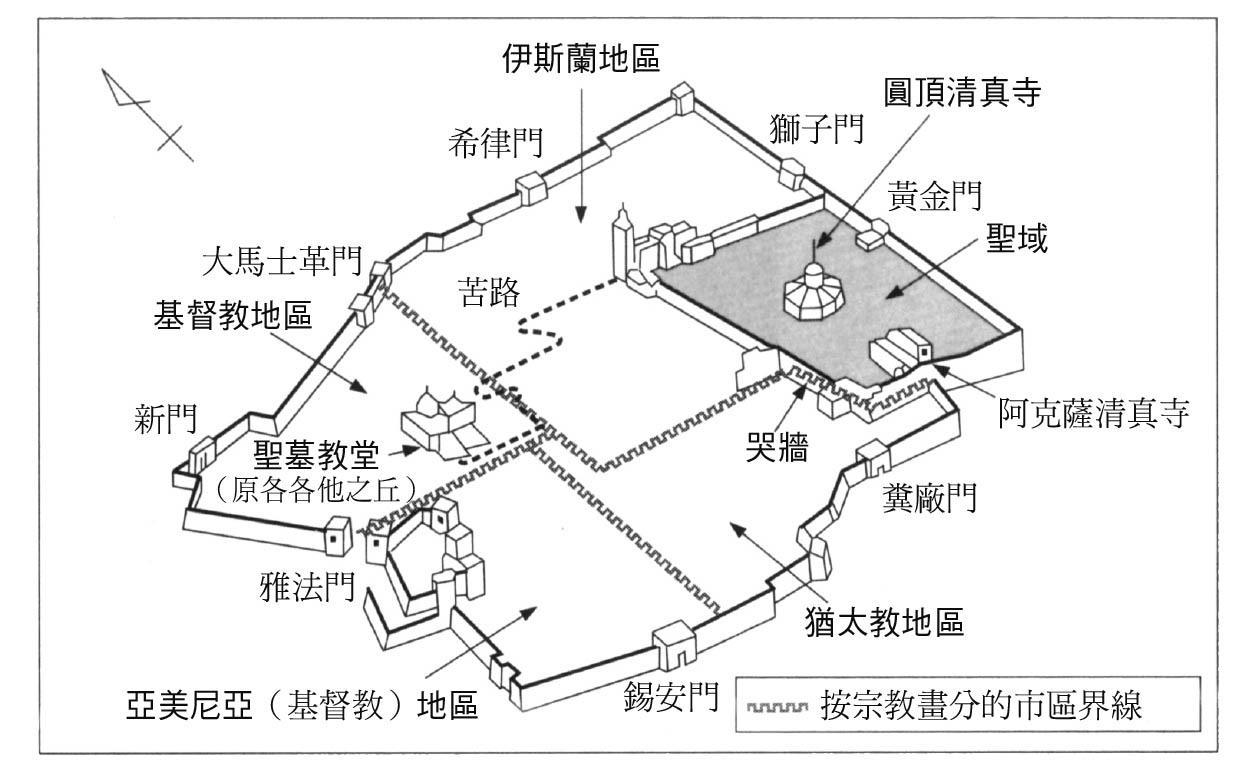 伊斯蘭地區
圓頂清真寺
獅子門
希律門
黃金門
聖域
大馬士革門
苦路
基督教地區
新門
阿克薩清真寺
聖墓教堂
哭牆
（原各各他之丘）
糞廠門
雅法門
猶太教地區
亞美尼亞（基督教）地區
錫安門
按宗教畫分的市區界線